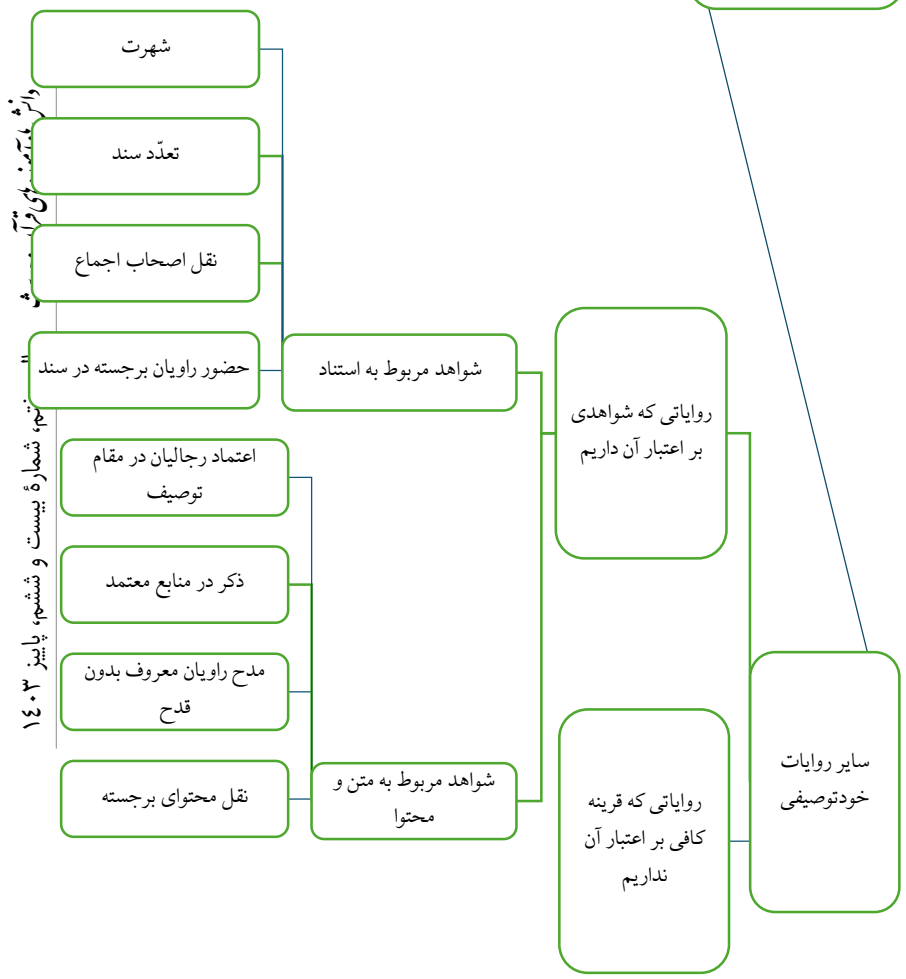 سایر روایات
خودتوصیفی
روایاتی که شواهدی
بر اعتبار آن داریم
شواهد مربوط به استناد
شهرت
تعدّد سند
نقل اصحاب اجماع
حضور راویان برجسته در سند
شواهد مربوط به متن و
محتوا
اعتماد رجالیان در مقام
توصیف
ذکر در منابع معتمد
مدح راویان معروف بدون
قدح
نقل محتوای برجسته
روایاتی که قرینه
کافی بر اعتبار آن
نداریم
شمارۀ بیست و ششم، پاییز ۱٤۰۳